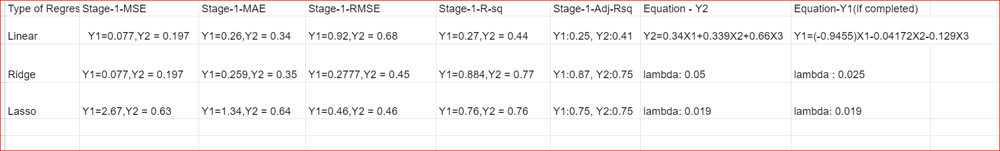 Type of Regres Stage-1-MSE Stage-1-MAE Stage-1-RMSE Stage-1-R-sq Stage-1-Adj-Rsq Equation - Y2 Equation-Y1(if completed)
Linear Y1=0.077,Y2 = 0.197 Y1=0.26,Y2 = 0.34 Y1=0.92,Y2 = 0.68 Y1=0.27,Y2 = 0.44 Y1:0.25, Y2:0.41 Y2=0.34X1+0.339X2+0.66X3 Y1=(-0.9455)X1-0.04172X2-0.129X3
Ridge Y1=0.077,Y2 = 0.197 Y1=0.259,Y2 = 0.35 Y1=0.2777,Y2 = 0.45 Y1=0.884,Y2 = 0.77 Y1:0.87, Y2:0.75 lambda: 0.05 lambda : 0.025
Lasso Y1=2.67,Y2 = 0.63 Y1=1.34,Y2 = 0.64 Y1=0.46,Y2 = 0.46 Y1=0.76,Y2 = 0.76 Y1:0.75, Y2:0.75 lambda: 0.019 lambda: 0.019